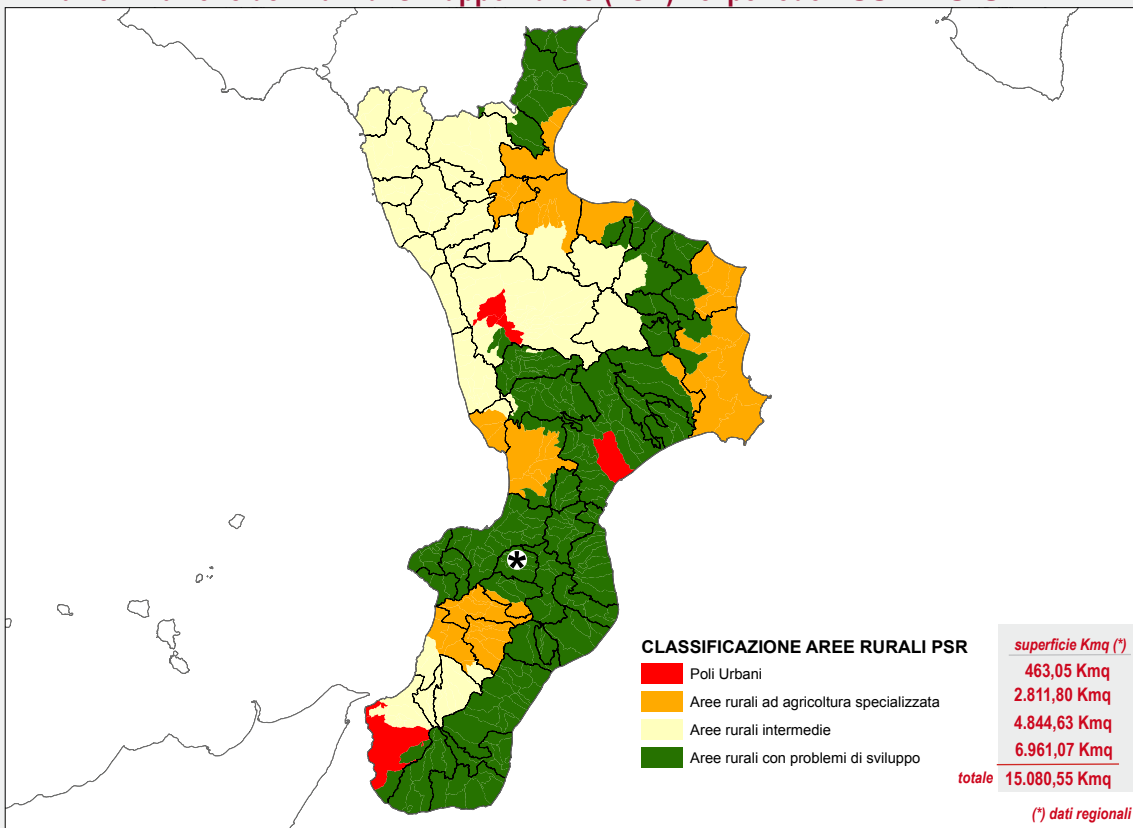 (PSR)
CLASSIFICAZIONE AREE RURALI PSR
superficie Kmq (*)
Poli Urbani
463,05 Kmq
Aree rurali ad agricoltura specializzata
2.811,80 Kmq
Aree rurali intermedie
4.844,63 Kmq
Aree rurali con problemi di sviluppo
6.961,07 Kmq
totale 15.080,55 Kmq
(*) dati regionali
*